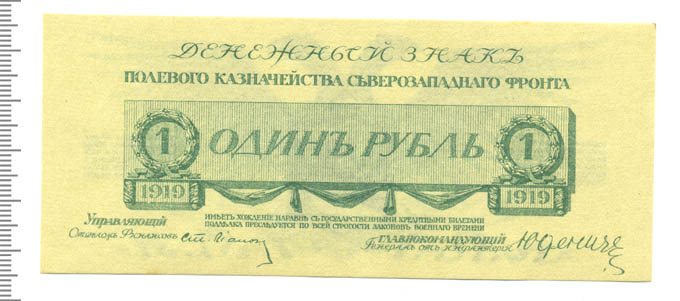 ДЕНЕЖНЫЙ ЗНАКЪ
ПОЛЕВОГО КАЗНАЧЕЙСТВА СѢВЕРОЗАПАДНАГО ФРОНТА
1 ОДИНЪ РУБЛЬ 1
1919 1919
ИМѢЕТЪ ХОЖДЕНІЕ НАРАВНѢ СЪ ГОСУДАРСТВЕННЫМИ КРЕДИТНЫМИ БИЛЕТАМИ
ПОДДѢЛКА ПРЕСЛѢДУЕТСЯ ПО ВСЕЙ СТРОГОСТИ ЗАКОНОВЪ ВОЕННАГО ВРЕМЕНИ
Управляющій
Отдѣломъ Финансовъ
ГЛАВНОКОМАНДУЮЩІЙ
Генералъ отъ Инфантеріи